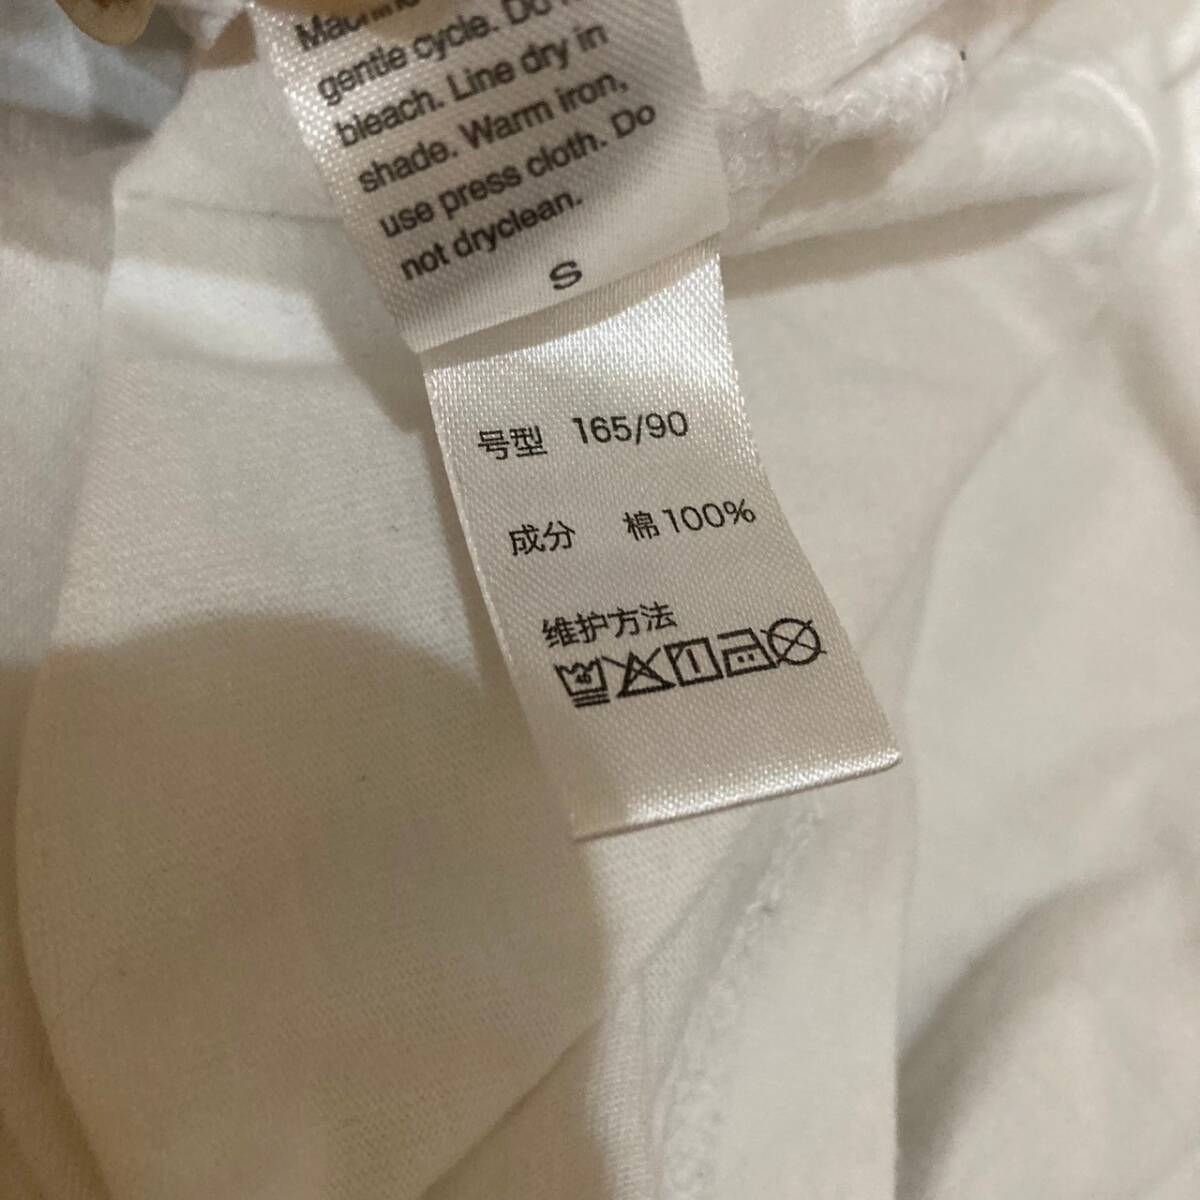 gentle cycle. Do
bleach. Line dry in
shade. Warm iron,
use press cloth. Do
not dryclean.
S
号型 165/90
成分 棉100%
维护方法
40